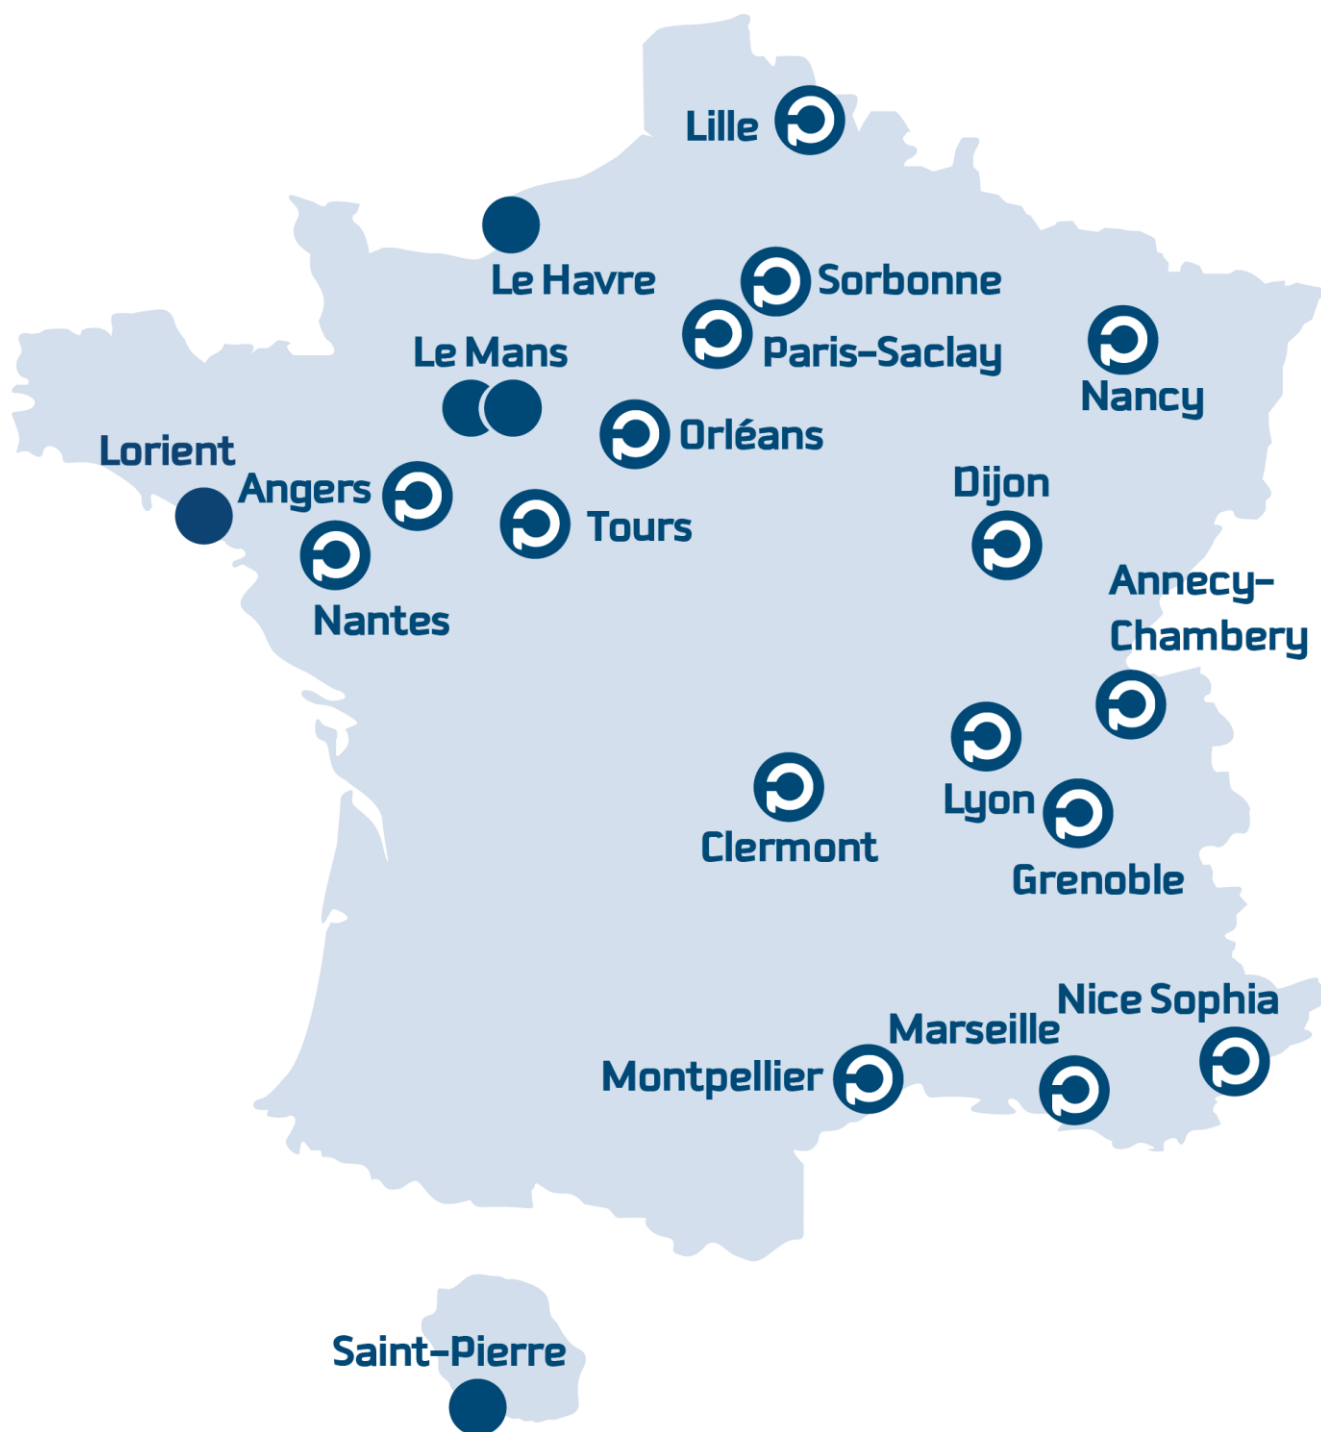 Lille
Le Havre
Sorbonne
Le Mans
Paris-Saclay
Nancy
Orléans
Lorient
Angers
Dijon
Tours
Nantes
Annecy-
Chambery
Lyon
Clermont
Grenoble
Nice Sophia
Marseille
Montpellier
Saint-Pierre